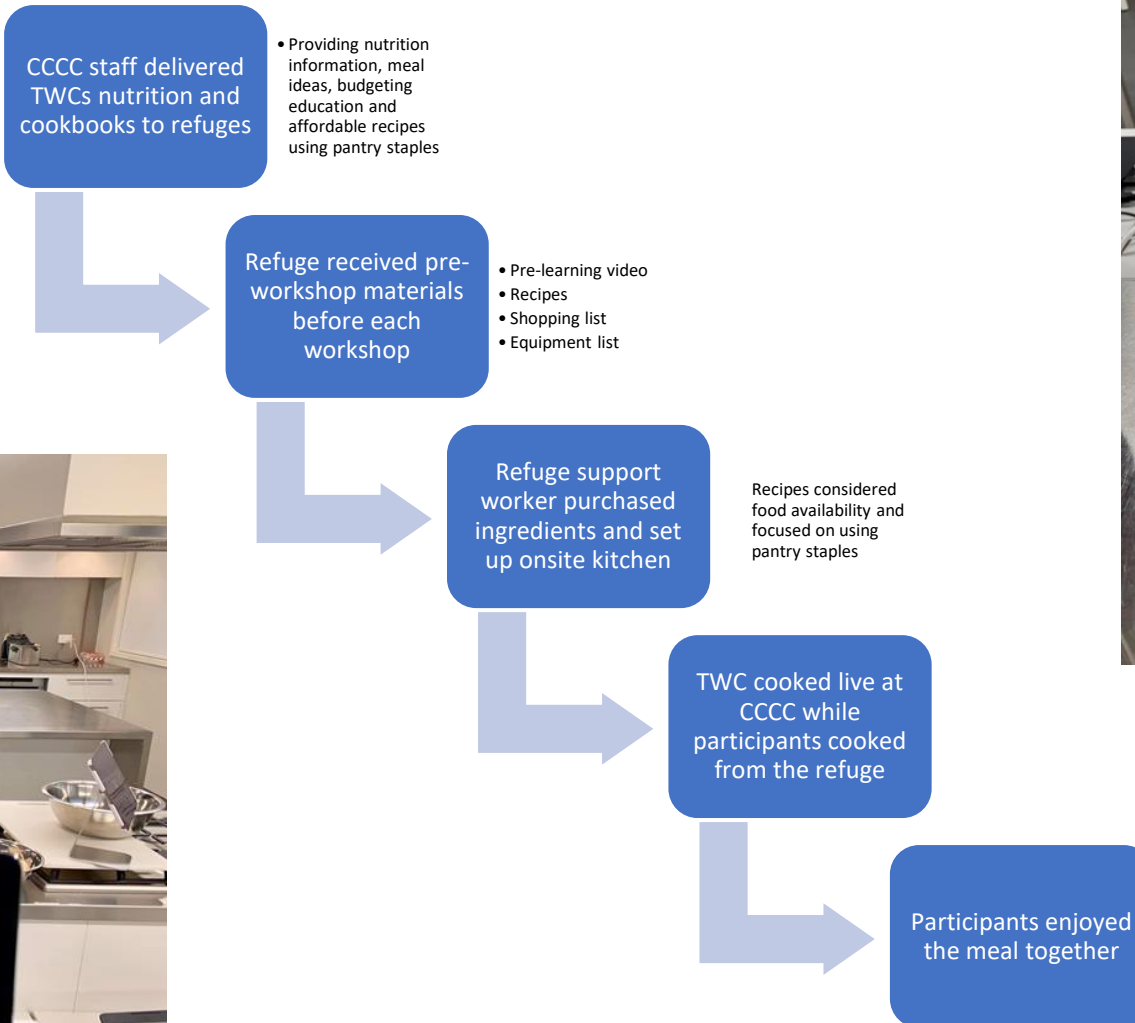 CCCC staff delivered
TWCs nutrition and
cookbooks to refuges
• Providing nutrition
information, meal
ideas, budgeting
education and
affordable recipes
using pantry staples
Refuge received pre-
workshop materials
before each
workshop
• Pre-learning video
• Recipes
• Shopping list
• Equipment list
Refuge support
worker purchased
ingredients and set
up onsite kitchen
Recipes considered
food availability and
focused on using
pantry staples
TWC cooked live at
CCCC while
participants cooked
from the refuge
Participants enjoyed
the meal together